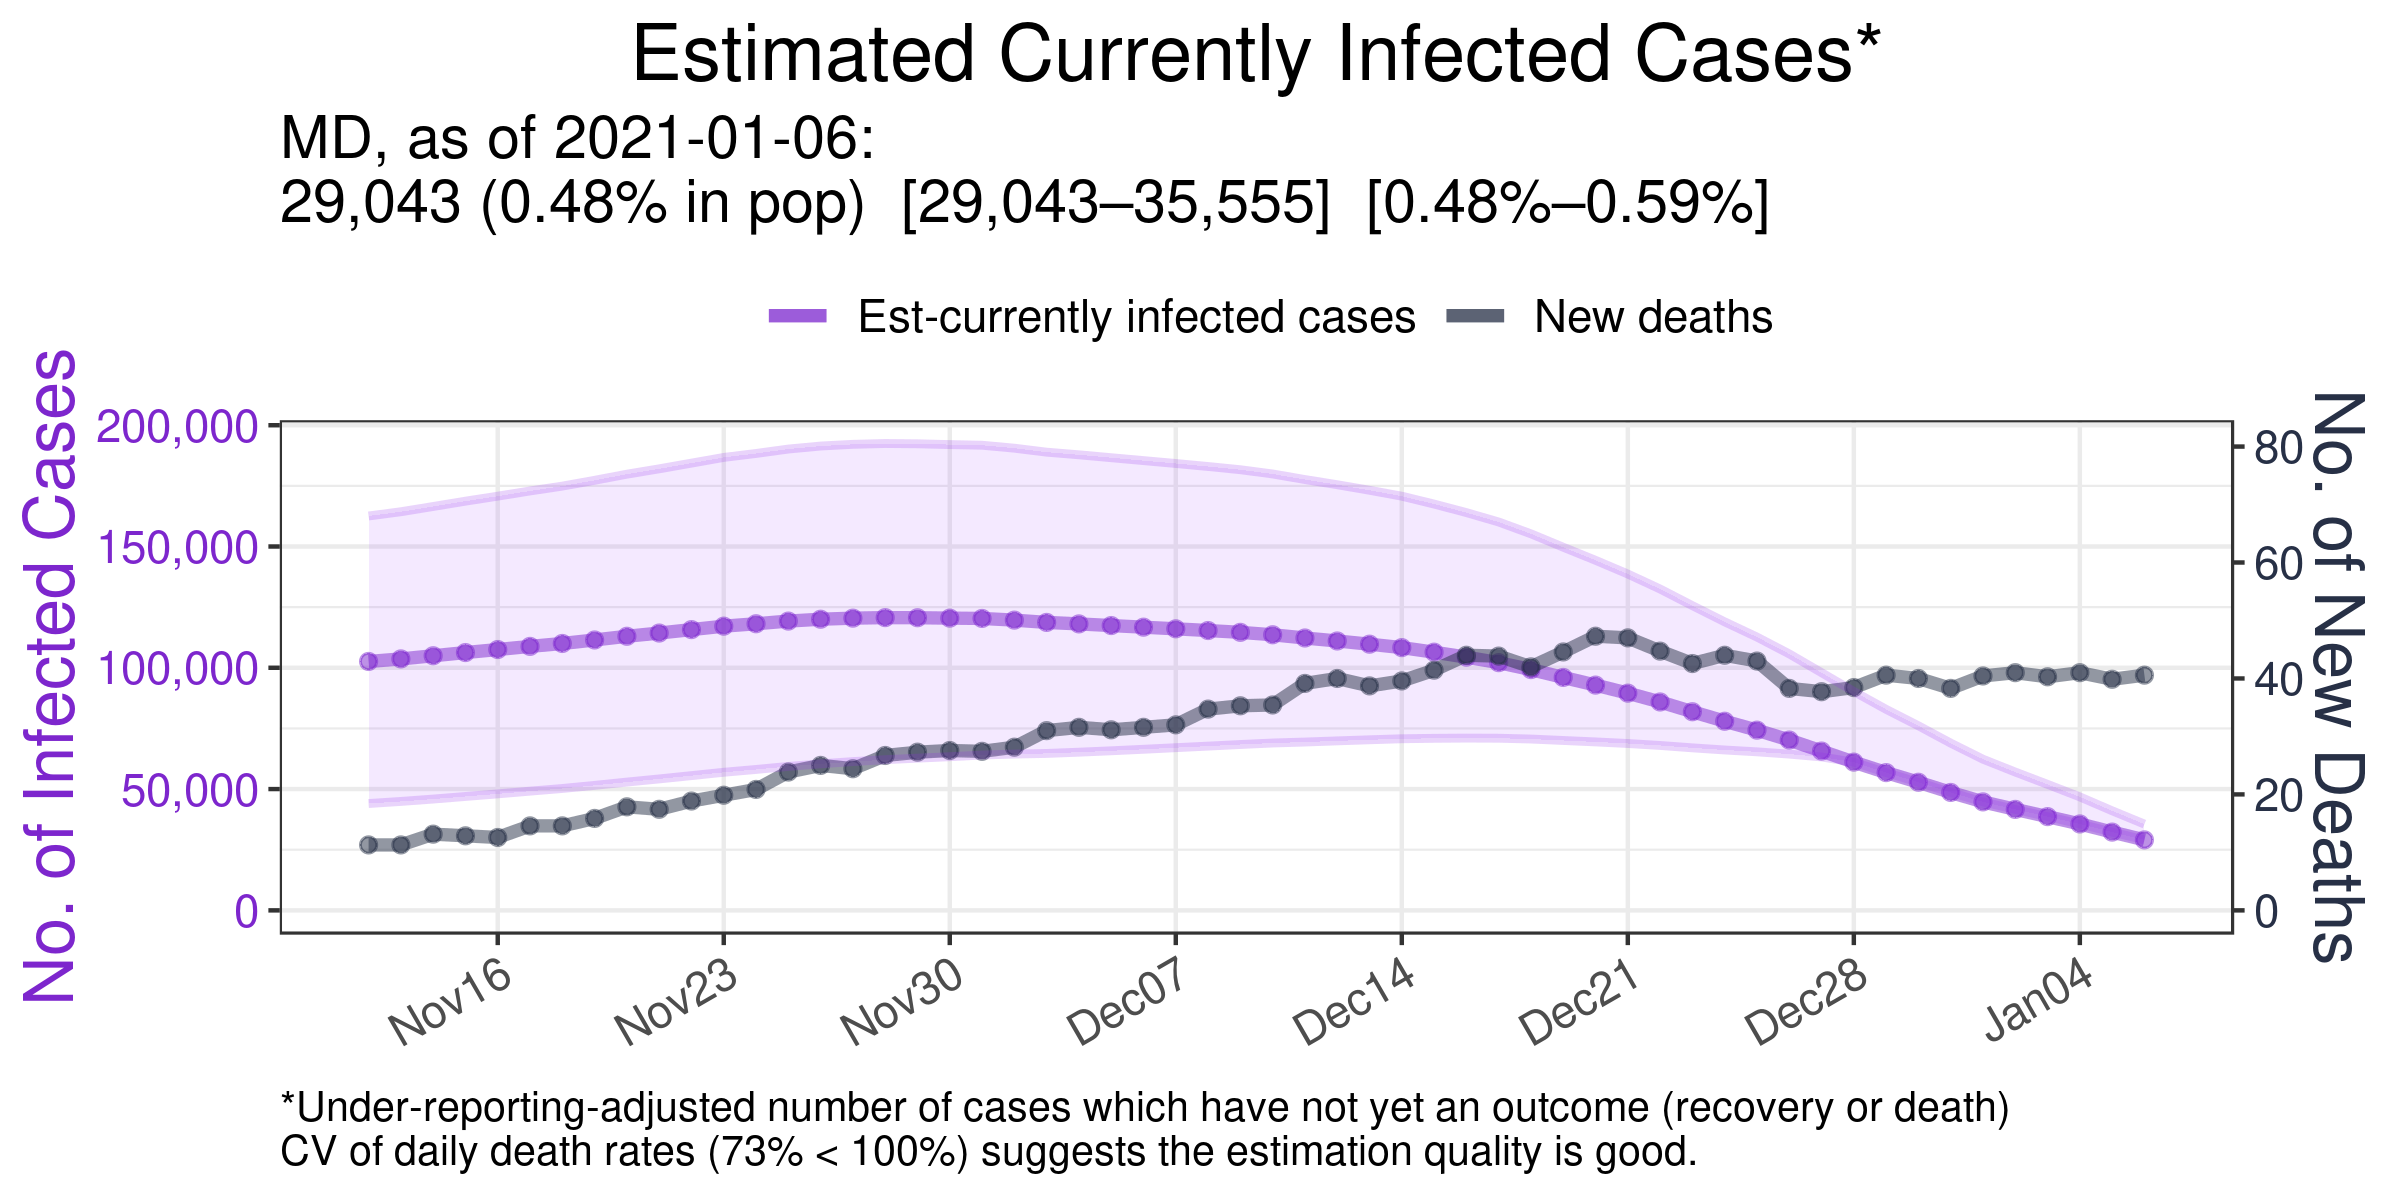 Estimated Currently Infected Cases*
MD, as of 2021-01-06:
29,043 (0.48% in pop)  [29,043–35,555]  [0.48%–0.59%]
Est-currently infected cases
New deaths
No. of Infected Cases
200,000
150,000
100,000
50,000
0
80
60
40
20
0
No. of New Deaths
Nov16
Nov23
Nov30
Dec07
Dec14
Dec21
Dec28
Jan04
*Under-reporting-adjusted number of cases which have not yet an outcome (recovery or death)
CV of daily death rates (73% < 100%) suggests the estimation quality is good.